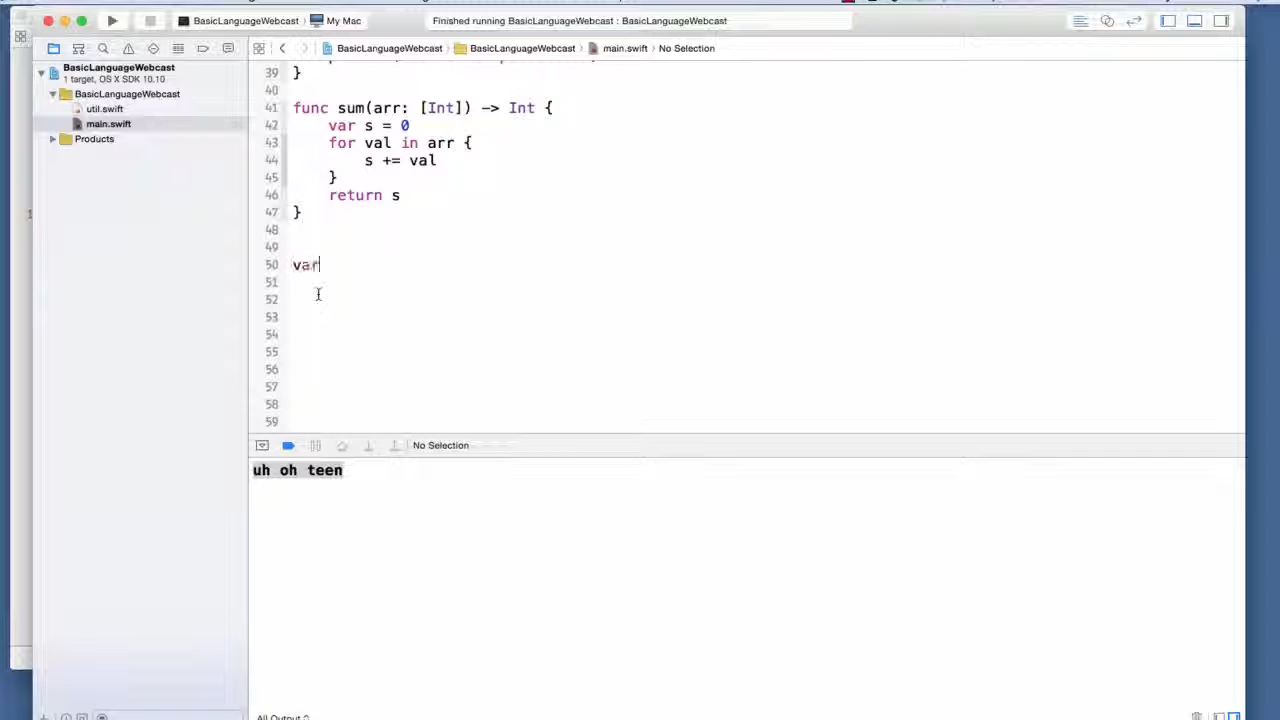 BasicLanguageWebcast My Mac Finished running BasicLanguageWebcast : BasicLanguageWebcast
BasicLanguageWebcast BasicLanguageWebcast main.swift No Selection
BasicLanguageWebcast
1 target, OS X SDK 10.10
BasicLanguageWebcast
util.swift
main.swift
Products
39 }
40
41 func sum(arr: [Int]) -> Int {
42 var s = 0
43 for val in arr {
44 s += val
45 }
46 return s
47 }
48
49
50 var
51
52
53
54
55
56
57
58
59
No Selection
uh oh teen
All Output